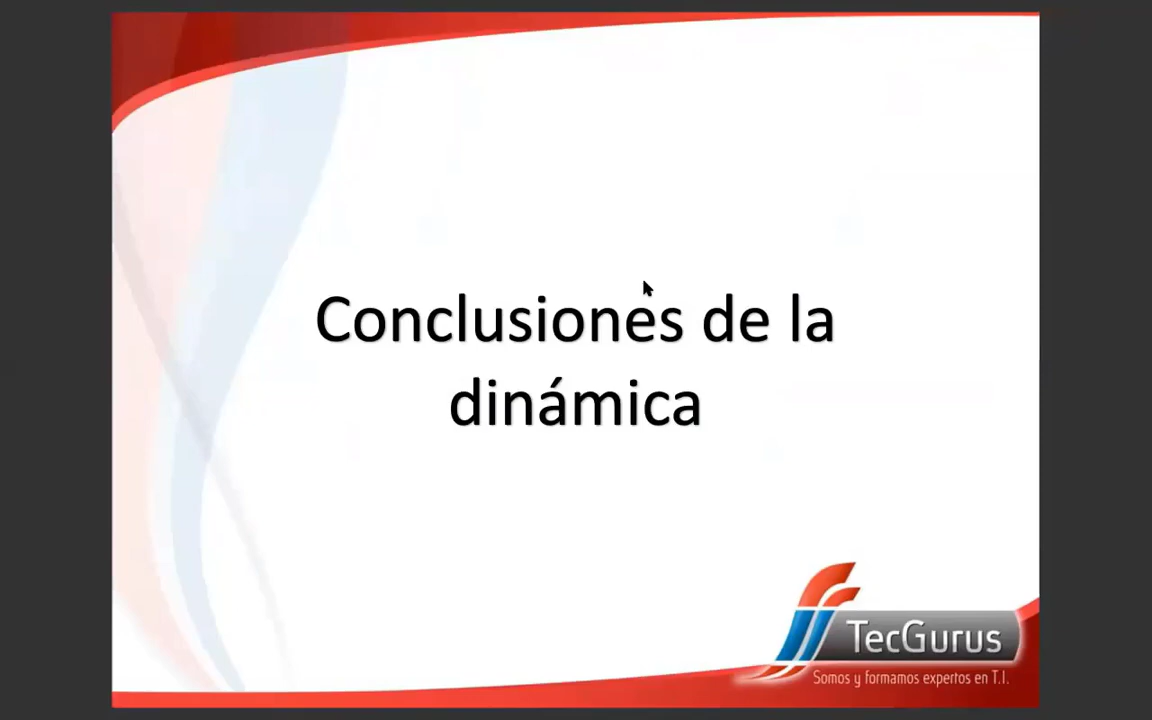 Conclusiones de la
dinámica
TecGurus
Somos y formamos expertos en T.I.